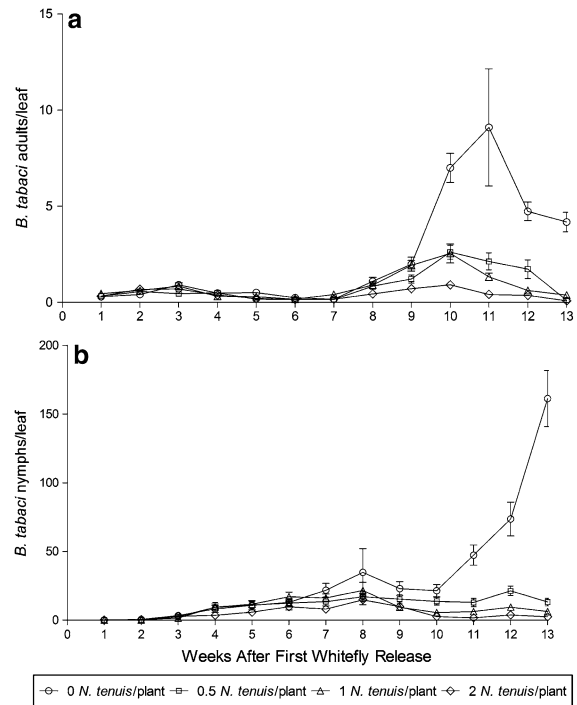 a
15
10
5
0
B. tabaci adults/leaf
0 1 2 3 4 5 6 7 8 9 10 11 12 13
b
200
150
100
50
0
B. tabaci nymphs/leaf
0 1 2 3 4 5 6 7 8 9 10 11 12 13
Weeks After First Whitefly Release
0 N. tenuis/plant 0.5 N. tenuis/plant 1 N. tenuis/plant 2 N. tenuis/plant